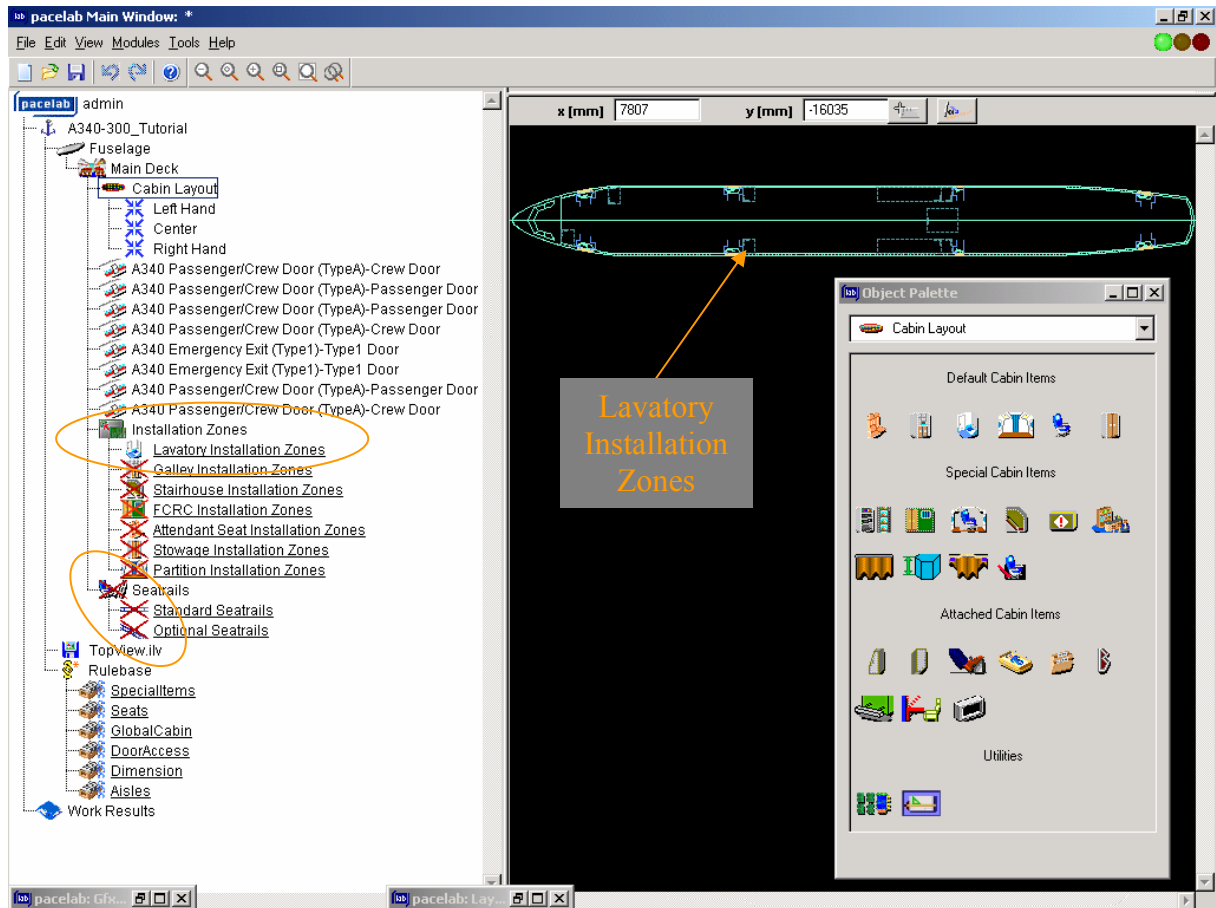 pacelab Main Window: *
File Edit View Modules Tools Help
pacelab admin
A340-300_Tutorial
Fuselage
Main Deck
Cabin Layout
Left Hand
Center
Right Hand
A340 Passenger/Crew Door (TypeA)-Crew Door
A340 Passenger/Crew Door (TypeA)-Passenger Door
A340 Passenger/Crew Door (TypeA)-Passenger Door
A340 Passenger/Crew Door (TypeA)-Crew Door
A340 Emergency Exit (Type1)-Type1 Door
A340 Emergency Exit (Type1)-Type1 Door
A340 Passenger/Crew Door (TypeA)-Passenger Door
A340 Passenger/Crew Door (TypeA)-Crew Door
Installation Zones
Lavatory Installation Zones
Galley Installation Zones
Stairhouse Installation Zones
FCRC Installation Zones
Attendant Seat Installation Zones
Stowage Installation Zones
Partition Installation Zones
Seatrails
Standard Seatrails
Optional Seatrails
TopView.ilv
Rulebase
SpecialItems
Seats
GlobalCabin
DoorAccess
Dimension
Aisles
Work Results
x [mm] 7807 y [mm] -16035
Lavatory
Installation
Zones
lab Object Palette
Cabin Layout
Default Cabin Items
Special Cabin Items
Attached Cabin Items
Utilities
lab pacelab: Gfx...
lab pacelab: Lay...